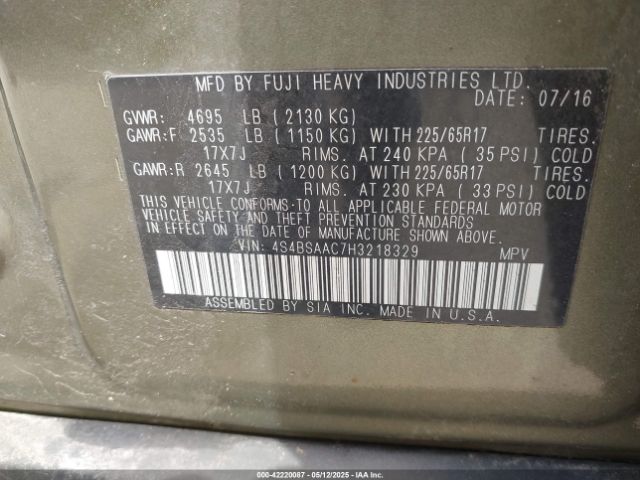 MFD BY FUJI HEAVY INDUSTRIES LTD.
DATE: 07/16
GVWR: 4695 LB ( 2130 KG)
GAWR:F 2535 LB ( 1150 KG) WITH 225/65R17 TIRES.
17X7J RIMS. AT 240 KPA ( 35 PSI) COLD
GAWR:R 2645 LB ( 1200 KG) WITH 225/65R17 TIRES.
17X7J RIMS. AT 230 KPA ( 33 PSI) COLD
THIS VEHICLE CONFORMS TO ALL APPLICABLE FEDERAL MOTOR
VEHICLE SAFETY AND THEFT PREVENTION STANDARDS
IN EFFECT ON THE DATE OF MANUFACTURE SHOWN ABOVE.
VIN: 4S4BSAAC7H3218329 MPV
ASSEMBLED BY SIA INC. MADE IN U.S.A.
000-42220087 - 05/12/2025 - IAAI.COM